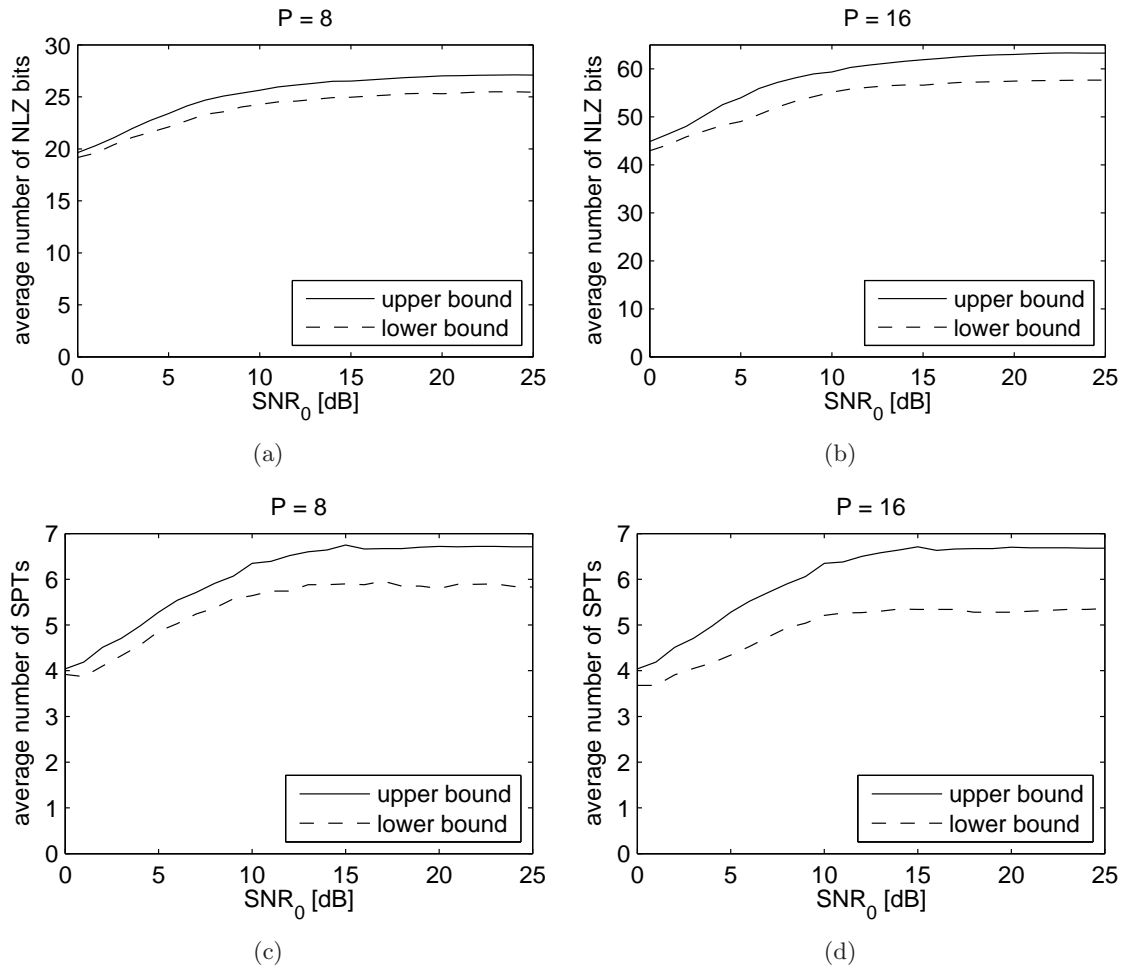 P = 8
average number of NLZ bits
30
25
20
15
10
5
0
upper bound
lower bound
0 5 10 15 20 25
SNR0 [dB]
(a)
P = 16
average number of NLZ bits
60
50
40
30
20
10
0
upper bound
lower bound
0 5 10 15 20 25
SNR0 [dB]
(b)
P = 8
average number of SPTs
7
6
5
4
3
2
1
0
upper bound
lower bound
0 5 10 15 20 25
SNR0 [dB]
(c)
P = 16
average number of SPTs
7
6
5
4
3
2
1
0
upper bound
lower bound
0 5 10 15 20 25
SNR0 [dB]
(d)